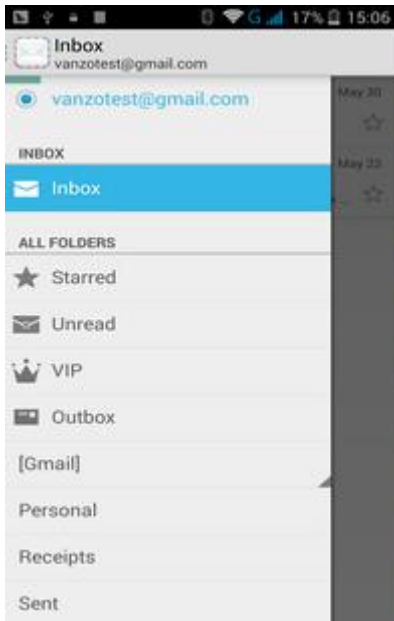 G 17% 15:06
Inbox
vanzotest@gmail.com
vanzotest@gmail.com
May 30
INBOX
May 23
Inbox
ALL FOLDERS
Starred
Unread
VIP
Outbox
[Gmail]
Personal
Receipts
Sent